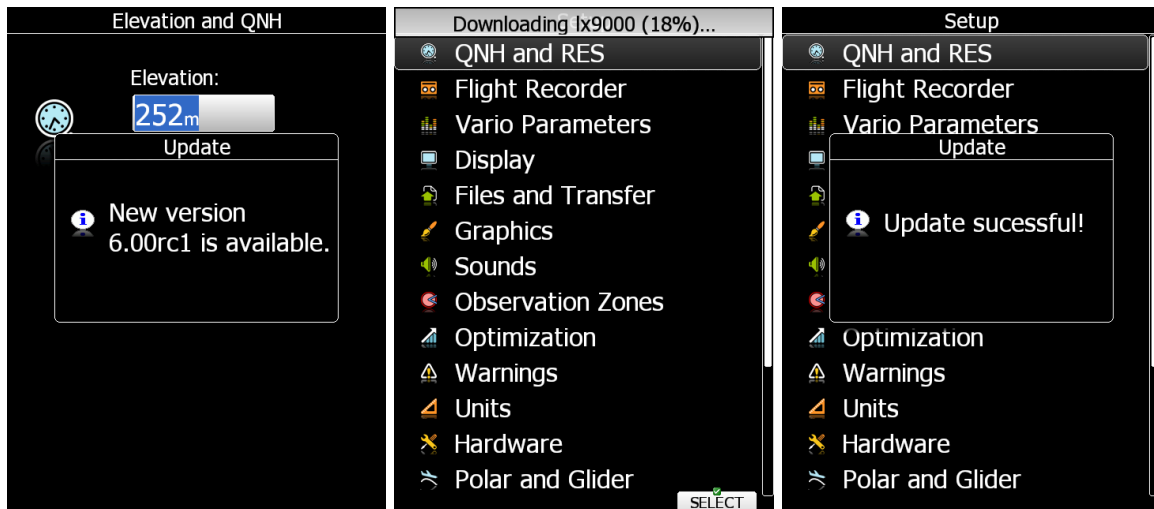 Elevation and QNH
Elevation:
252m
Update
New version
6.00rc1 is available.
Downloading lx9000 (18%)...
QNH and RES
Flight Recorder
Vario Parameters
Display
Files and Transfer
Graphics
Sounds
Observation Zones
Optimization
Warnings
Units
Hardware
Polar and Glider
SELECT
Setup
QNH and RES
Flight Recorder
Vario Parameters
Update
Update sucessful!
Optimization
Warnings
Units
Hardware
Polar and Glider